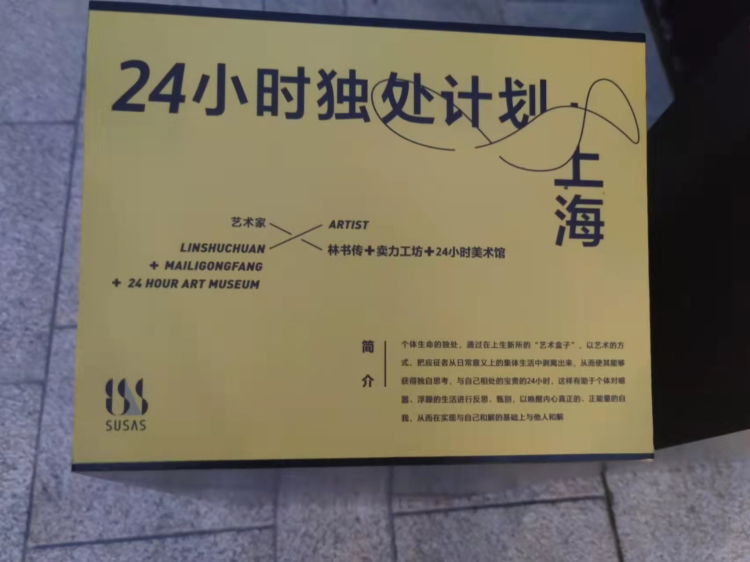 24小时独处计划·
上海
艺术家
ARTIST
LINSHUCHUAN
+ MAILIGONGFANG
+ 24 HOUR ART MUSEUM
林书传+卖力工坊+24小时美术馆
简介
个体生命的独处，通过在上生新所的“艺术盒子”，以艺术的方
式，把应征者从日常意义上的集体生活中剥离出来，从而使其能够
获得独自思考，与自己相处的宝贵的24小时，这样有助于个体对喧
嚣、浮躁的生活进行反思、甄别，以唤醒内心真正的、正能量的自
我，从而在实现与自己和解的基础上与他人和解
SUSAS